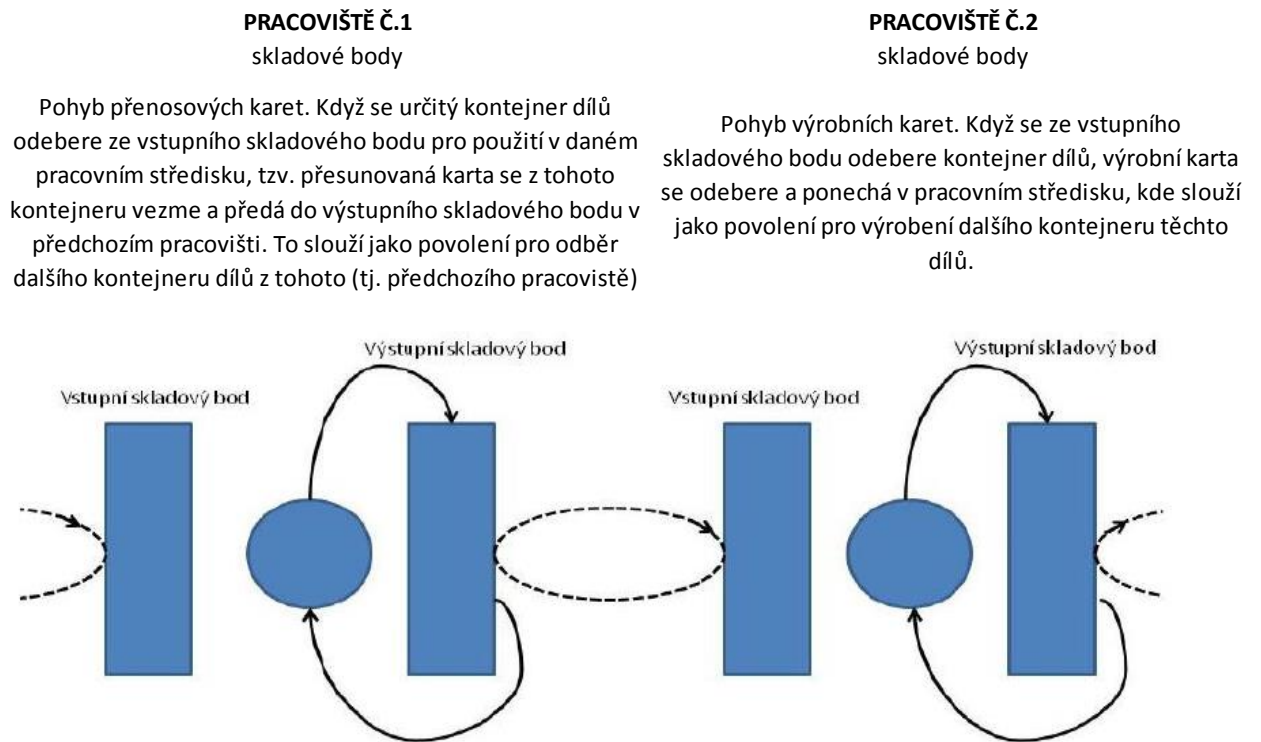 PRACOVIŠTĚ Č.1
skladové body
Pohyb přenosových karet. Když se určitý kontejner dílů
odebere ze vstupního skladového bodu pro použití v daném
pracovním středisku, tzv. přesunovaná karta se z tohoto
kontejneru vezme a předá do výstupního skladového bodu v
předchozím pracovišti. To slouží jako povolení pro odběr
dalšího kontejneru dílů z tohoto (tj. předchozího pracovistě)
PRACOVIŠTĚ Č.2
skladové body
Pohyb výrobních karet. Když se ze vstupního
skladového bodu odebere kontejner dílů, výrobní karta
se odebere a ponechá v pracovním středisku, kde slouží
jako povolení pro výrobení dalšího kontejneru těchto
dílů.
Výstupní skladový bod
Výstupní skladový bod
Vstupní skladový bod
Vstupní skladový bod